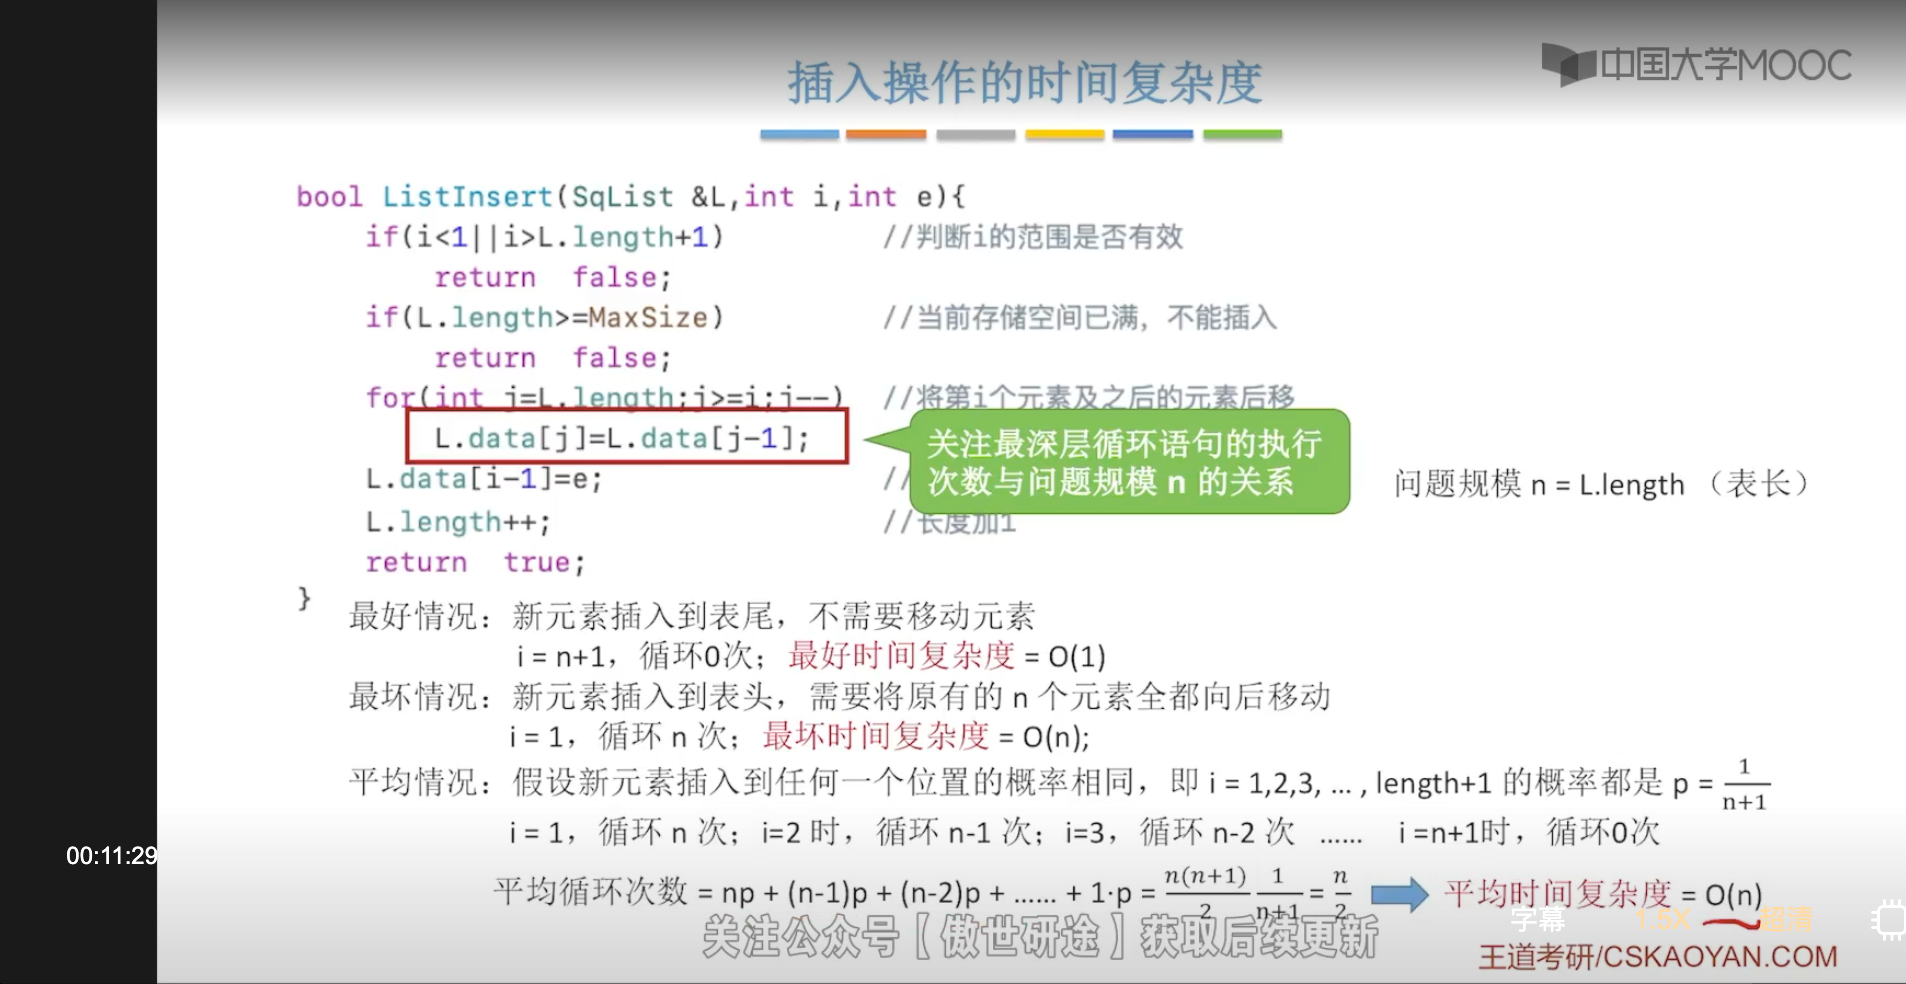 中国大学MOOC
插入操作的时间复杂度
bool ListInsert(SqList &L,int i,int e){
if(i<1||i>L.length+1) //判断i的范围是否有效
return false;
if(L.length>=MaxSize) //当前存储空间已满，不能插入
return false;
for(int j=L.length;j>=i;j--) //将第i个元素及之后的元素后移
L.data[j]=L.data[j-1];
关注最深层循环语句的执行
次数与问题规模 n 的关系
L.data[i-1]=e; //
问题规模 n = L.length （表长）
L.length++; //长度加1
return true;
}
最好情况：新元素插入到表尾，不需要移动元素
i = n+1，循环0次；最好时间复杂度 = O(1)
最坏情况：新元素插入到表头，需要将原有的 n 个元素全都向后移动
i = 1，循环 n 次；最坏时间复杂度 = O(n);
平均情况：假设新元素插入到任何一个位置的概率相同，即 i = 1,2,3, … , length+1 的概率都是 p = 1/n+1
i = 1，循环 n 次；i=2 时，循环 n-1 次；i=3，循环 n-2 次 …… i =n+1时，循环0次
00:11:29
平均循环次数 = np + (n-1)p + (n-2)p + …… + 1·p = n(n+1)/2 1/n+1 = n/2 平均时间复杂度 = O(n)
字幕 1.5X 超清
关注公众号【傲世研途】获取后续更新
王道考研/CSKAOYAN.COM